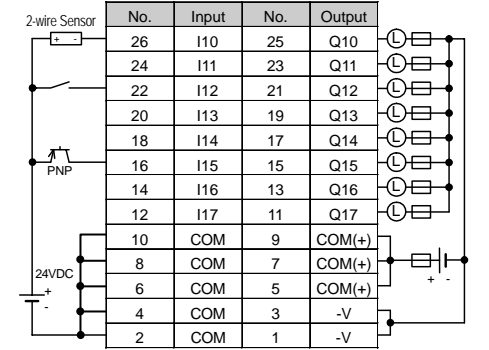 2-wire Sensor
+ -
No. Input No. Output
26 I10 25 Q10 L
24 I11 23 Q11 L
22 I12 21 Q12 L
20 I13 19 Q13 L
18 I14 17 Q14 L
PNP
16 I15 15 Q15 L
14 I16 13 Q16 L
12 I17 11 Q17 L
10 COM 9 COM(+)
8 COM 7 COM(+)
+ -
24VDC
6 COM 5 COM(+)
+
-
4 COM 3 -V
2 COM 1 -V